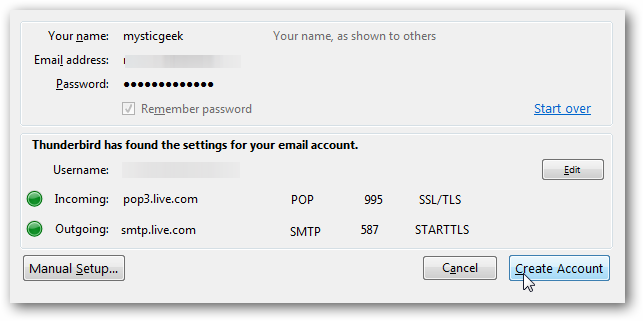 Your name: mysticgeek Your name, as shown to others
Email address:
Password: ●●●●●●●●●●●●●
Remember password Start over
Thunderbird has found the settings for your email account.
Username: Edit
Incoming: pop3.live.com POP 995 SSL/TLS
Outgoing: smtp.live.com SMTP 587 STARTTLS
Manual Setup... Cancel Create Account